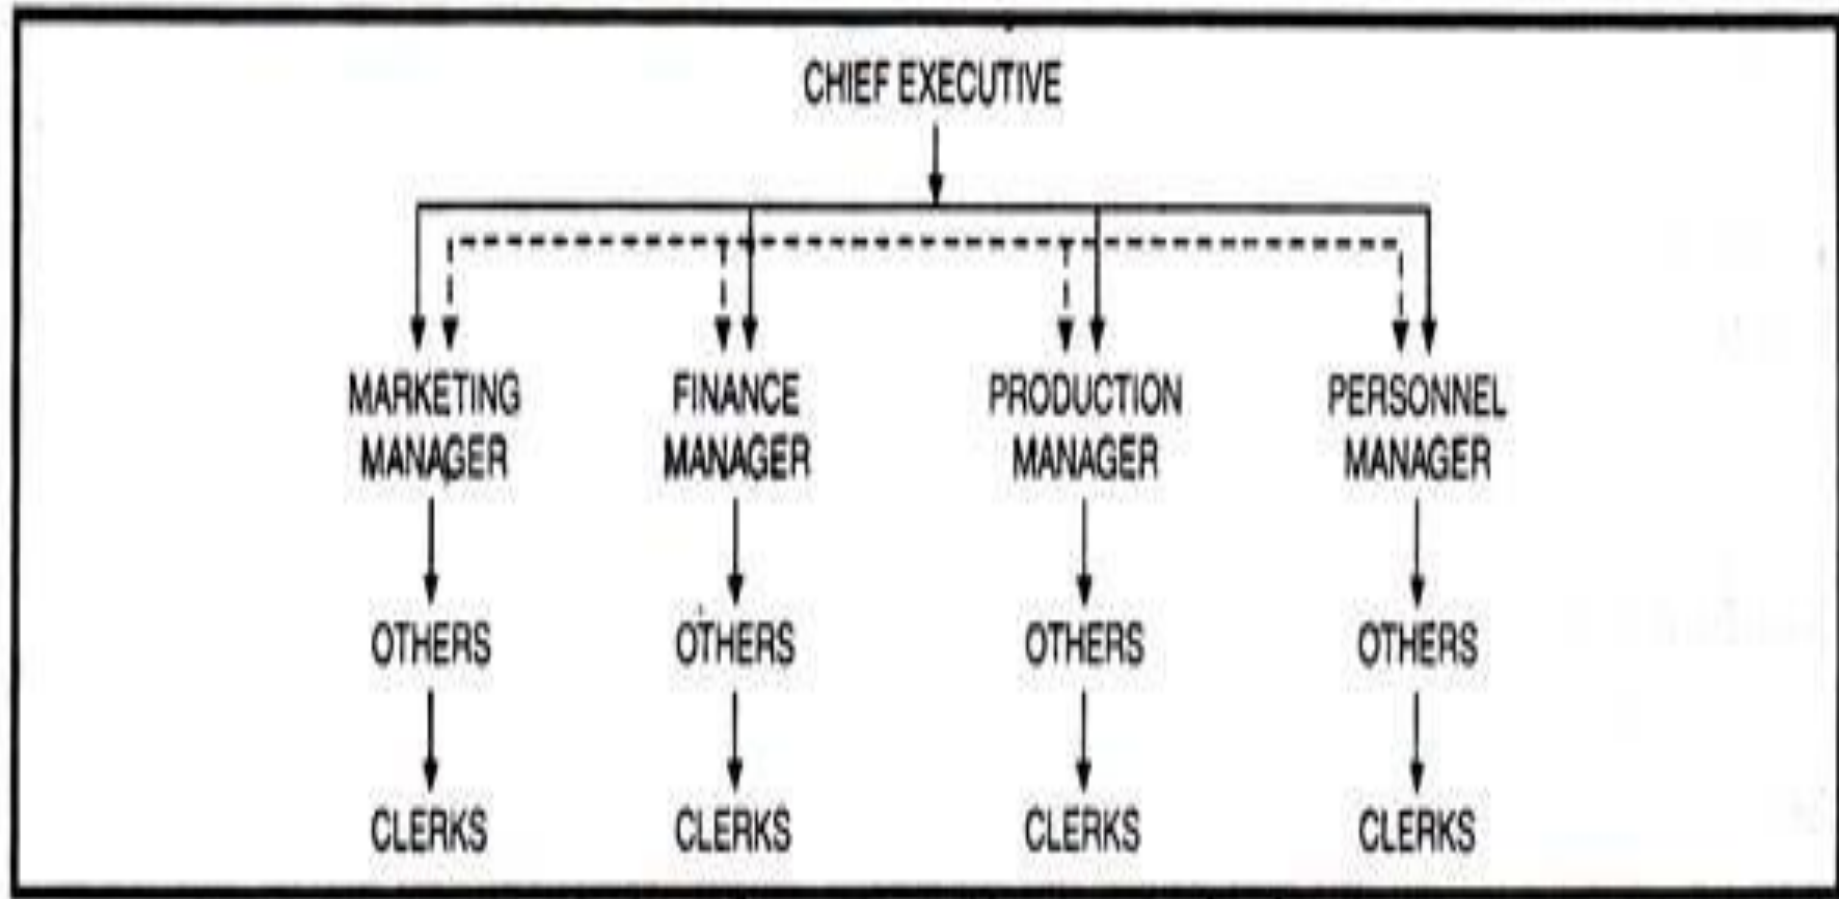 CHIEF EXECUTIVE
MARKETING
MANAGER
FINANCE
MANAGER
PRODUCTION
MANAGER
PERSONNEL
MANAGER
OTHERS
OTHERS
OTHERS
OTHERS
CLERKS
CLERKS
CLERKS
CLERKS